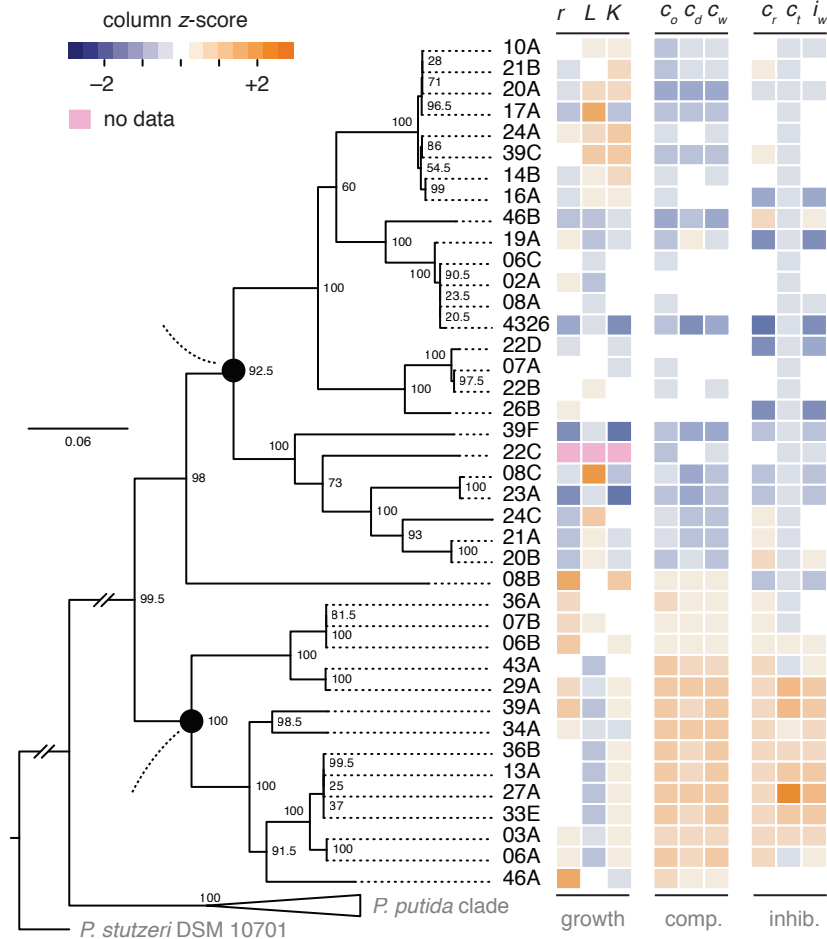 column z-score
−2 +2
no data
r L K c_o c_d c_w c_r c_t i_w
10A
28
21B
71
20A
96.5
17A
100
24A
86
39C
54.5
14B
99
16A
60
46B
100
19A
06C
100 90.5
02A
23.5
08A
20.5
4326
100
22D
100
07A
97.5
22B
100
26B
92.5
0.06
39F
100
22C
73
08C
100
23A
98
100
24C
93
21A
100
20B
08B
99.5
36A
81.5
07B
100
06B
100
43A
100
29A
39A
98.5
34A
100
36B
99.5
13A
100
25
27A
37
33E
100
03A
100
06A
91.5
46A
100
P. putida clade
P. stutzeri DSM 10701
growth comp. inhib.